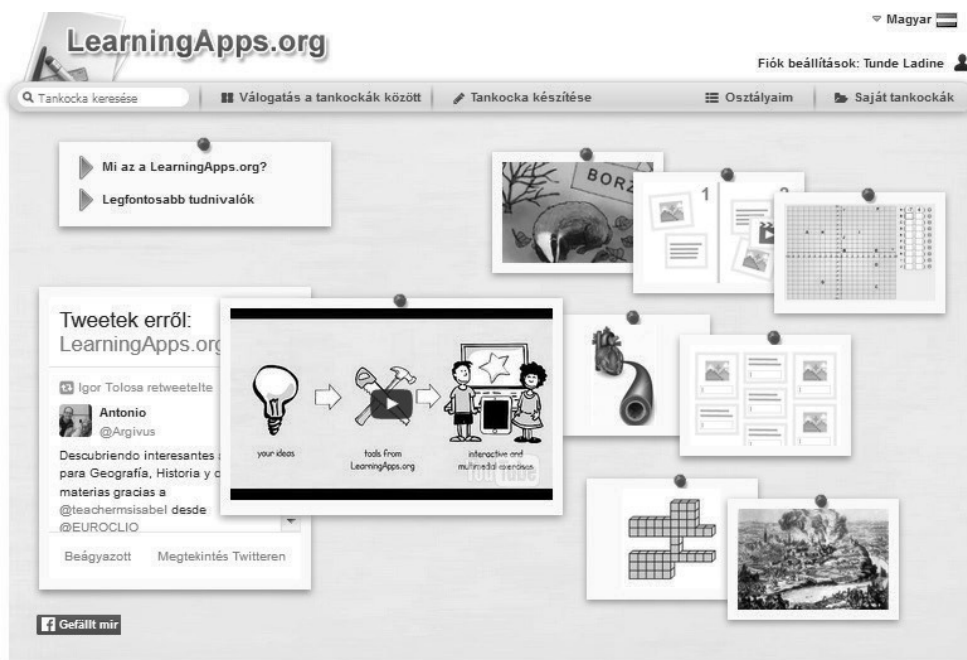 Magyar
LearningApps.org
Fiók beállítások: Tunde Ladine
Tankocka keresése
Válogatás a tankockák között
Tankocka készítése
Osztályaim
Saját tankockák
Mi az a LearningApps.org?
Legfontosabb tudnivalók
BORZ
1
Tweetek erről:
LearningApps.org
Igor Tolosa retweetelte
Antonio
@Argivus
Descubriendo interesantes
para Geografía, Historia y
materias gracias a
@teachermsisabel desde
@EUROCLIO
Beágyazott
Megtekintés Twitteren
your ideas
tools from
LearningApps.org
interactive and
multimedial exercises
YouTube
Gefällt mir